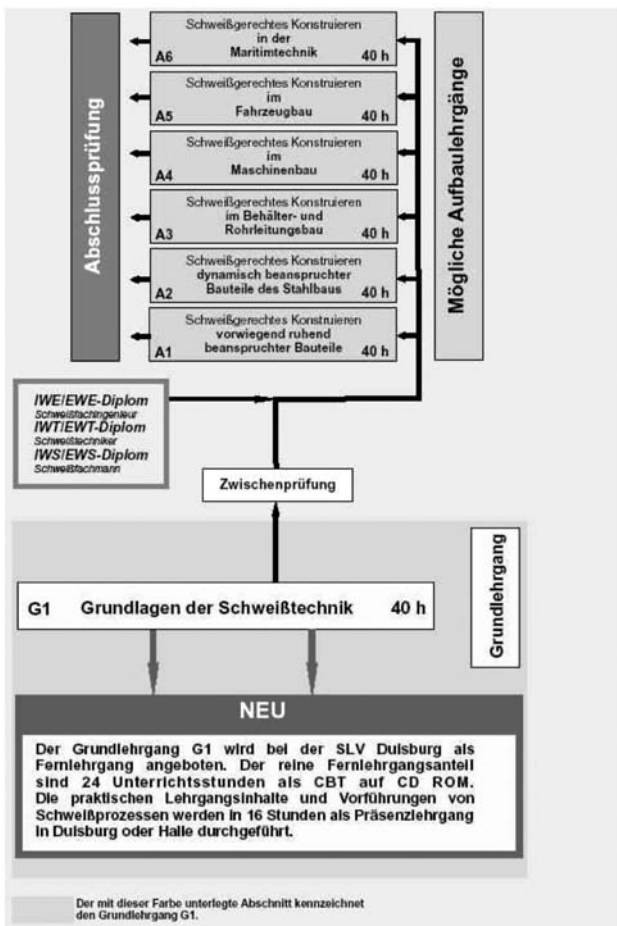 Abschlussprüfung
Schweißgerechtes Konstruieren
in der
Maritimtechnik
A6
40 h
Schweißgerechtes Konstruieren
im
Fahrzeugbau
A5
40 h
Schweißgerechtes Konstruieren
im
Maschinenbau
A4
40 h
Schweißgerechtes Konstruieren
im Behälter- und
Rohrleitungsbau
A3
40 h
Schweißgerechtes Konstruieren
dynamisch beanspruchter
Bauteile des Stahlbaus
A2
40 h
Schweißgerechtes Konstruieren
vorwiegend ruhend
beanspruchter Bauteile
A1
40 h
Mögliche Aufbaulehrgänge
IWE/EWE-Diplom
Schweißfachingenieur
IWT/EWT-Diplom
Schweißtechniker
IWS/EWS-Diplom
Schweißfachmann
Zwischenprüfung
Grundlehrgang
G1 Grundlagen der Schweißtechnik 40 h
NEU
Der Grundlehrgang G1 wird bei der SLV Duisburg als
Fernlehrgang angeboten. Der reine Fernlehrgangsanteil
sind 24 Unterrichtsstunden als CBT auf CD ROM.
Die praktischen Lehrgangsinhalte und Vorführungen von
Schweißprozessen werden in 16 Stunden als Präsenzlehrgang
in Duisburg oder Halle durchgeführt.
Der mit dieser Farbe unterlegte Abschnitt kennzeichnet
den Grundlehrgang G1.